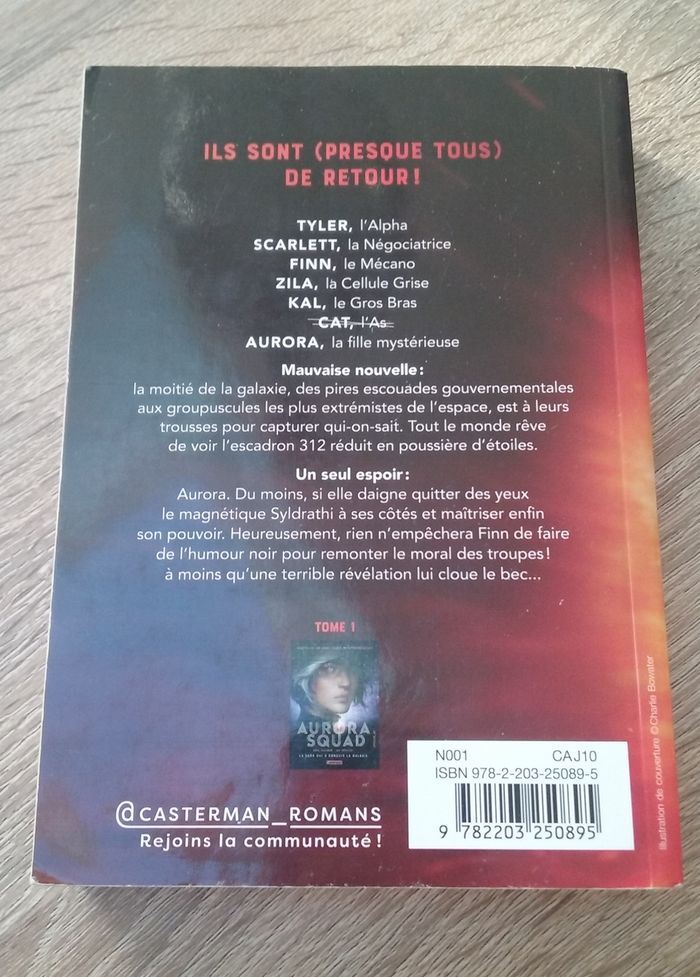 ILS SONT (PRESQUE TOUS)
DE RETOUR !
TYLER, l'Alpha
SCARLETT, la Négociatrice
FINN, le Mécano
ZILA, la Cellule Grise
KAL, le Gros Bras
CAT, l'As
AURORA, la fille mystérieuse
Mauvaise nouvelle :
la moitié de la galaxie, des pires escouades gouvernementales
aux groupuscules les plus extrémistes de l'espace, est à leurs
trousses pour capturer qui-on-sait. Tout le monde rêve
de voir l'escadron 312 réduit en poussière d'étoiles.
Un seul espoir :
Aurora. Du moins, si elle daigne quitter des yeux
le magnétique Syldrathi à ses côtés et maîtriser enfin
son pouvoir. Heureusement, rien n'empêchera Finn de faire
de l'humour noir pour remonter le moral des troupes !
à moins qu'une terrible révélation lui cloue le bec...
TOME 1
AURORA
SQUAD
@CASTERMAN_ROMANS
Rejoins la communauté !
N001 CAJ10
ISBN 978-2-203-25089-5
9 782203 250895
Illustration de couverture ©Charlie Bowater